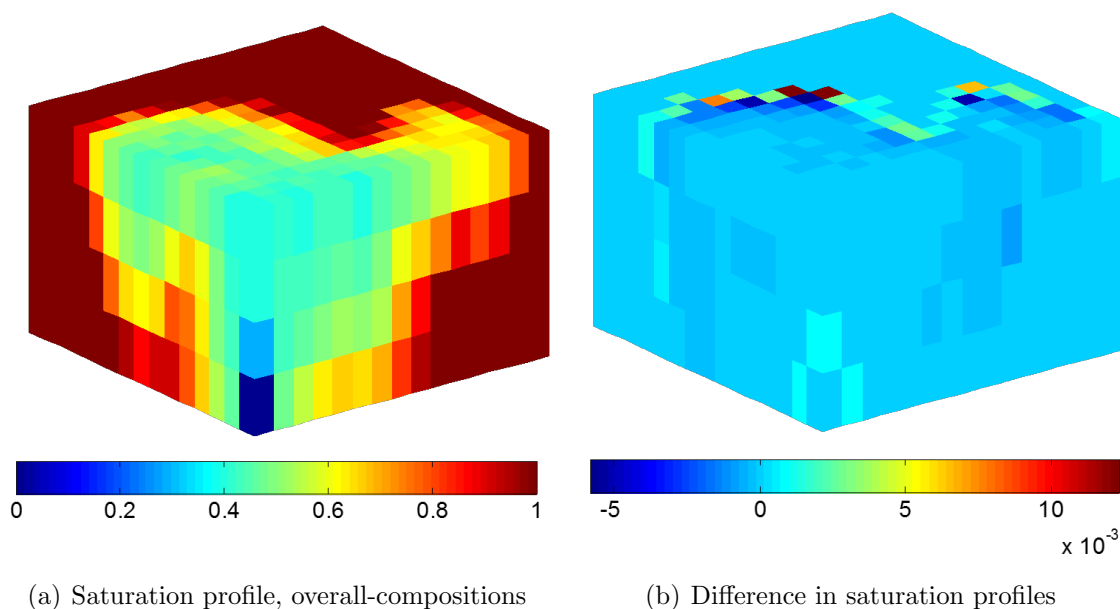 0 0.2 0.4 0.6 0.8 1
-5 0 5 10
x 10-3
(a) Saturation profile, overall-compositions
(b) Difference in saturation profiles